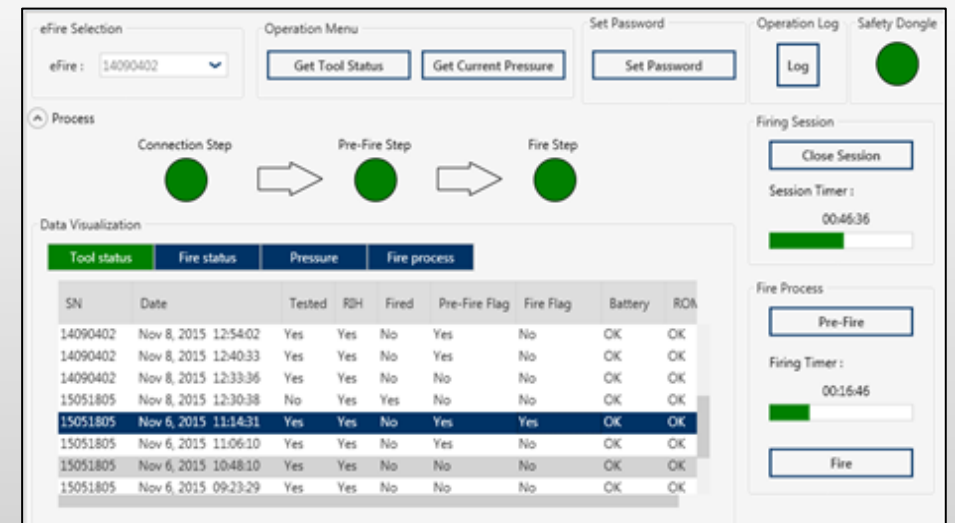 eFire Selection
Operation Menu
Set Password
Operation Log
Safety Dongle
eFire : 14090402
Get Tool Status
Get Current Pressure
Set Password
Log
Process
Connection Step
Pre-Fire Step
Fire Step
Firing Session
Close Session
Session Timer :
00:46:36
Data Visualization
Tool status
Fire status
Pressure
Fire process
SN Date Tested RIH Fired Pre-Fire Flag Fire Flag Battery ROM
14090402 Nov 8, 2015 12:54:02 Yes Yes No Yes No OK OK
14090402 Nov 8, 2015 12:40:33 Yes Yes No Yes No OK OK
14090402 Nov 8, 2015 12:33:36 Yes Yes No No No OK OK
15051805 Nov 8, 2015 12:30:38 No Yes Yes No No OK OK
15051805 Nov 6, 2015 11:14:31 Yes Yes No Yes Yes OK OK
15051805 Nov 6, 2015 11:06:10 Yes Yes No Yes No OK OK
15051805 Nov 6, 2015 10:48:10 Yes Yes No No No OK OK
15051805 Nov 6, 2015 09:23:29 Yes Yes No No No OK OK
Fire Process
Pre-Fire
Firing Timer :
00:16:46
Fire